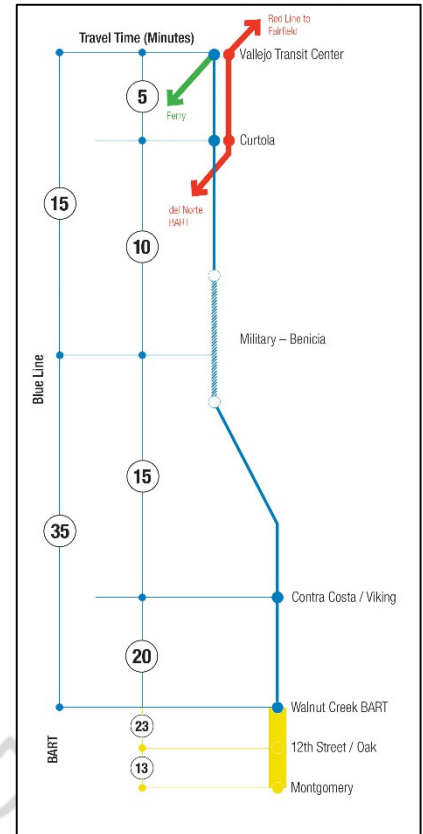 Red Line to
Fairfield
Travel Time (Minutes)
Vallejo Transit Center
5
Ferry
Curtola
15
del Norte
BART
10
Military – Benicia
Blue Line
15
35
Contra Costa / Viking
20
Walnut Creek BART
23
BART
12th Street / Oak
13
Montgomery